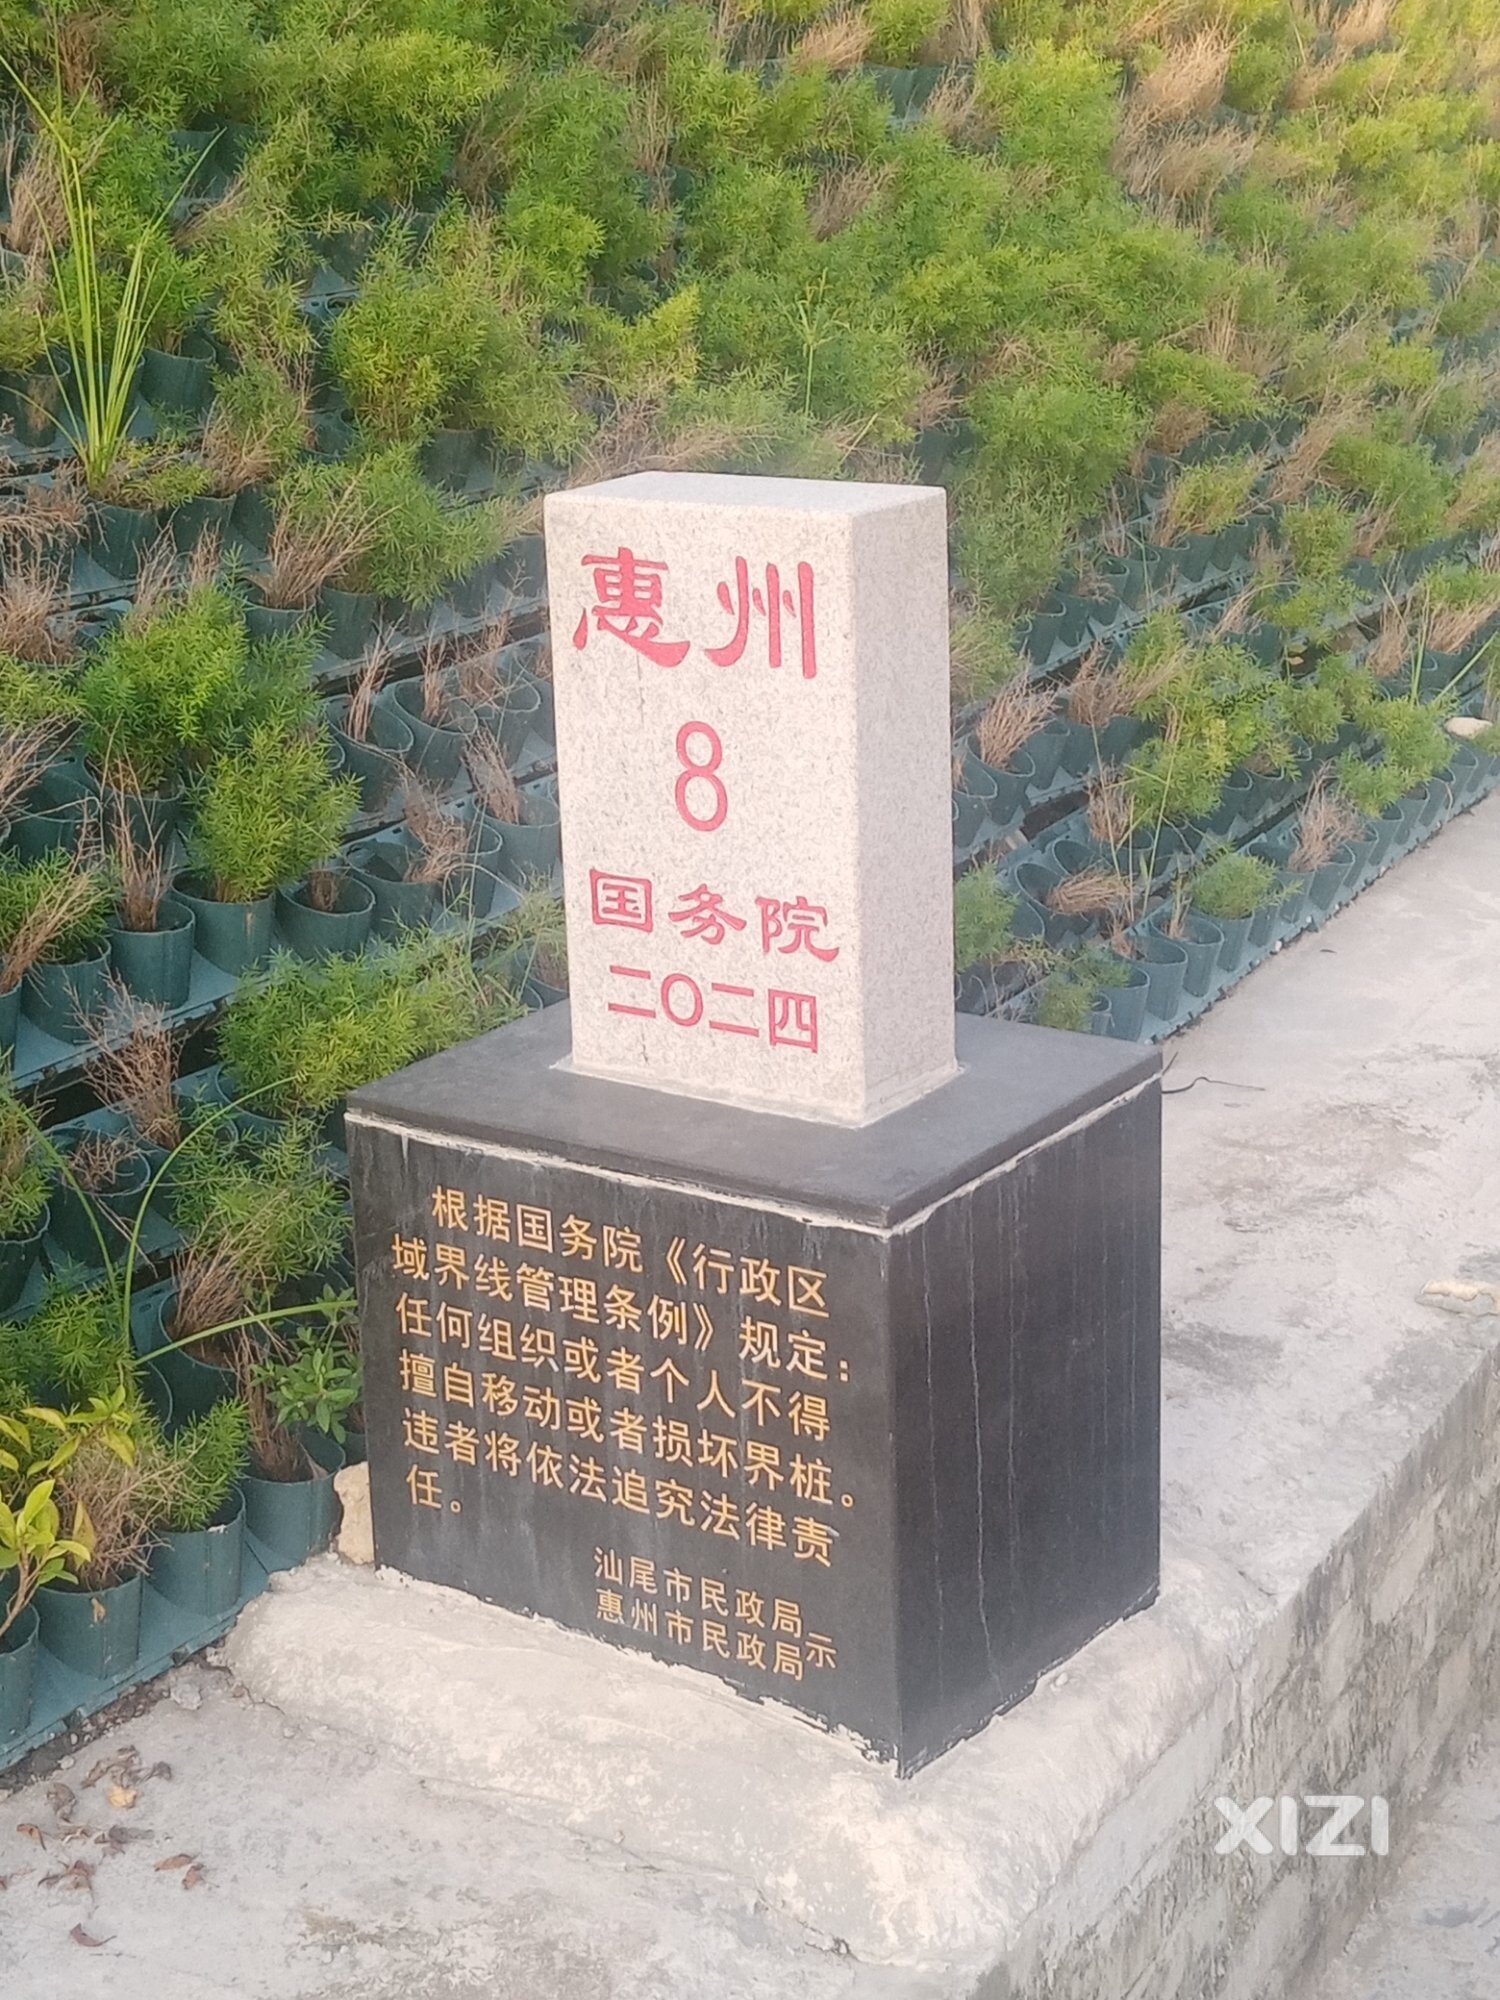 惠州
8
国务院
二〇二四
根据国务院《行政区
域界线管理条例》规定：
任何组织或者个人不得
擅自移动或者损坏界桩。
违者将依法追究法律责
任。
汕尾市民政局
惠州市民政局
示
XIZI